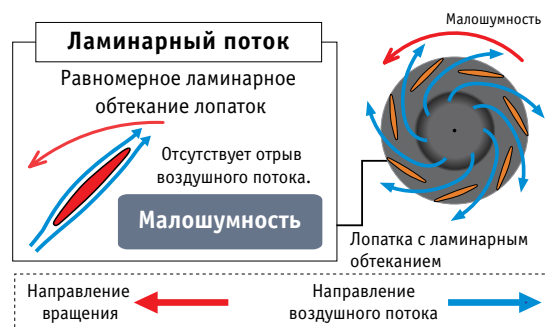 Ламинарный поток
Равномерное ламинарное
обтекание лопаток
Отсутствует отрыв
воздушного потока.
Малошумность
Малошумность
Лопатка с ламинарным
обтеканием
Направление
вращения
Направление
воздушного потока